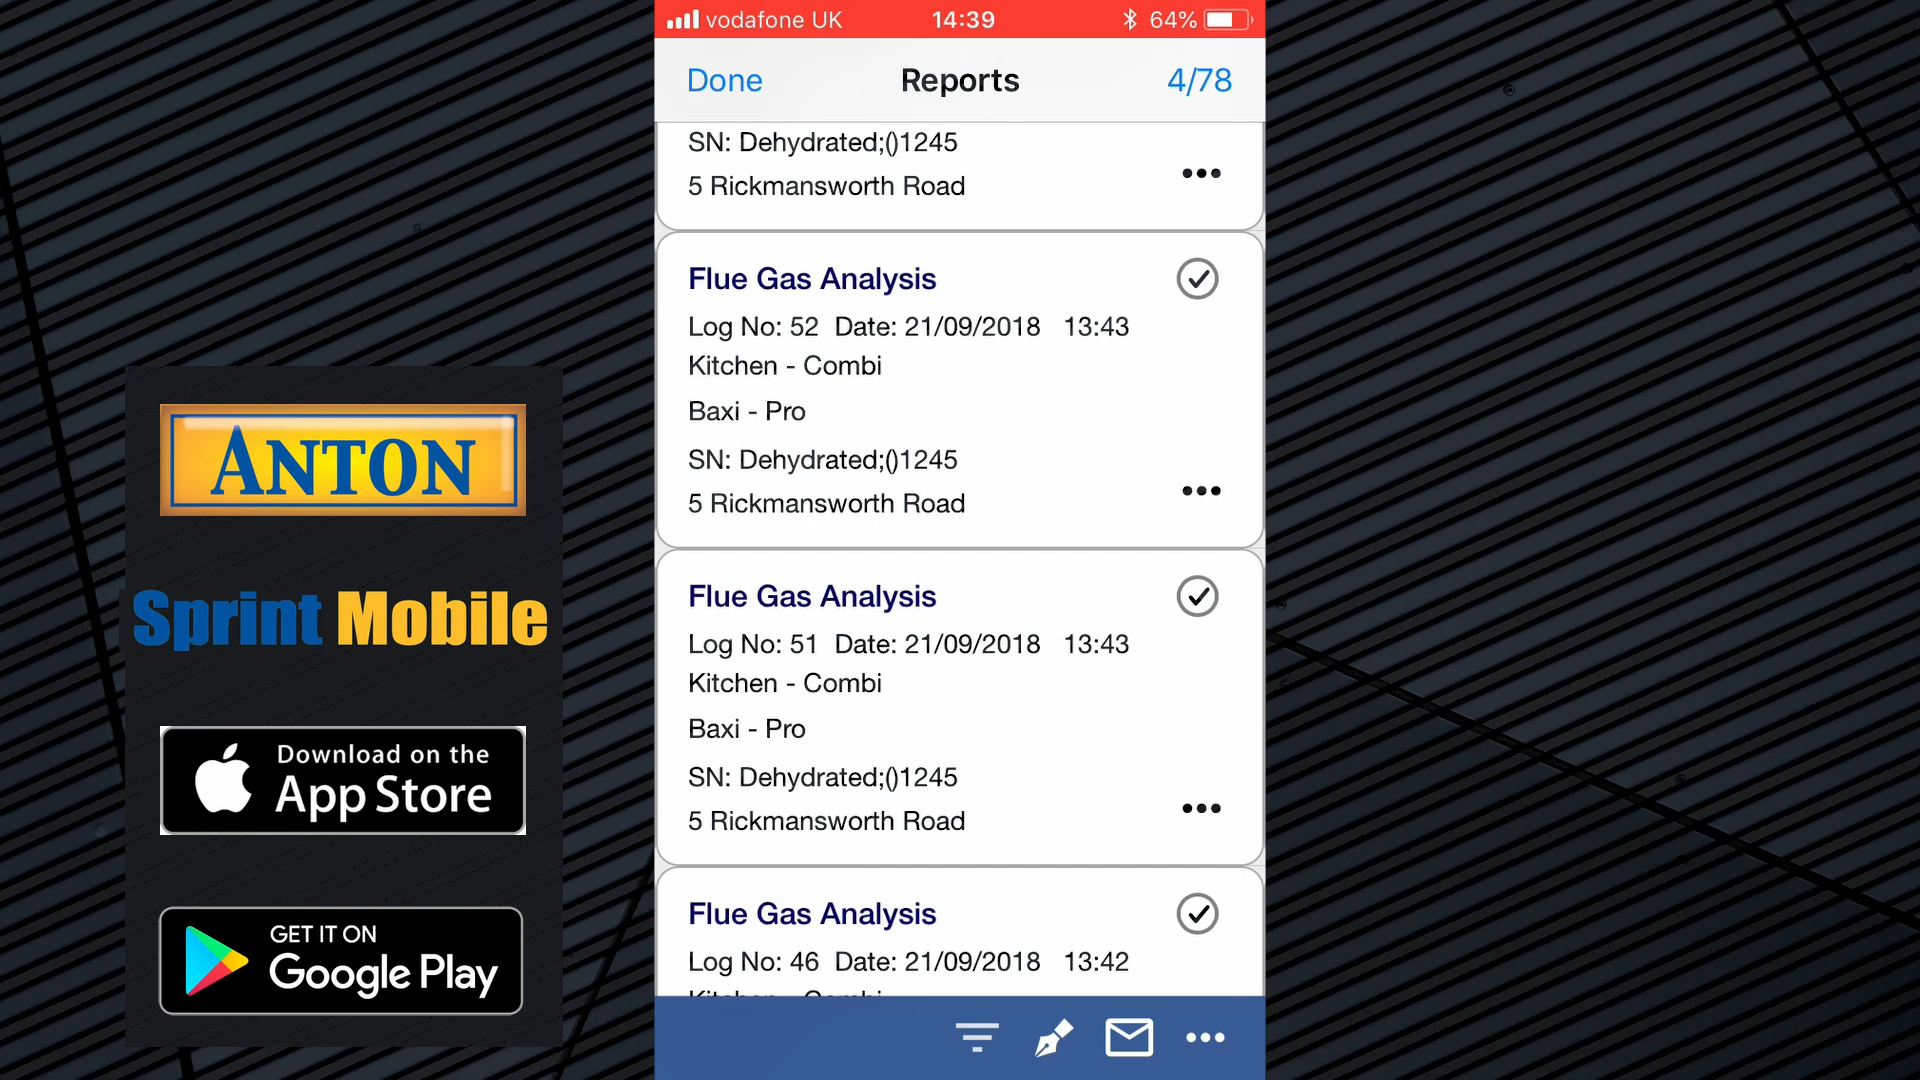 vodafone UK 14:39 64%
Done Reports 4/78
SN: Dehydrated;()1245
5 Rickmansworth Road
Flue Gas Analysis
Log No: 52 Date: 21/09/2018 13:43
Kitchen - Combi
Baxi - Pro
SN: Dehydrated;()1245
5 Rickmansworth Road
Flue Gas Analysis
Log No: 51 Date: 21/09/2018 13:43
Kitchen - Combi
Baxi - Pro
SN: Dehydrated;()1245
5 Rickmansworth Road
Flue Gas Analysis
Log No: 46 Date: 21/09/2018 13:42
Kitchen - Combi
ANTON
Sprint Mobile
Download on the
App Store
GET IT ON
Google Play